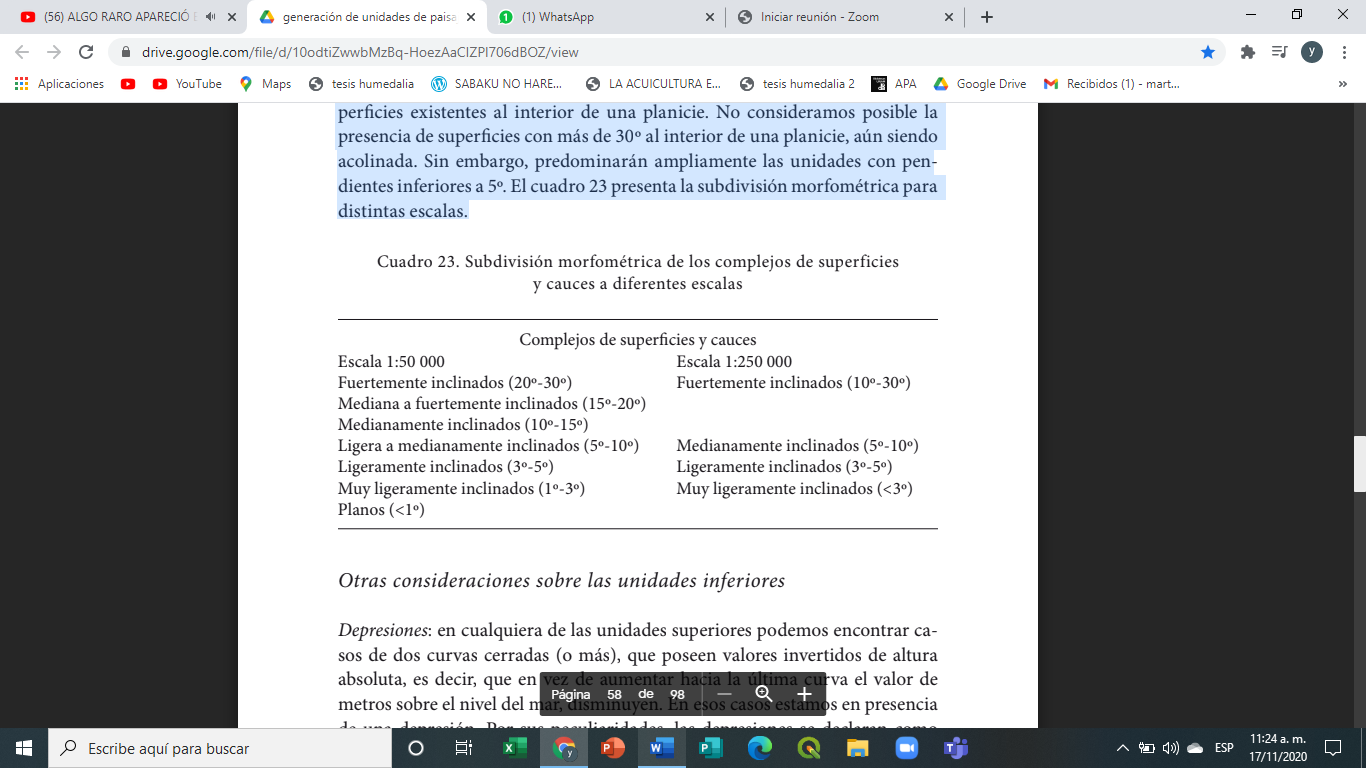 (56) ALGO RARO APARECIÓ E
generación de unidades de paisa
(1) WhatsApp
Iniciar reunión - Zoom
drive.google.com/file/d/10odtiZwwbMzBq-HoezAaCIZPl706dBOZ/view
y
Aplicaciones
YouTube
Maps
tesis humedalia
SABAKU NO HARE...
LA ACUICULTURA E...
tesis humedalia 2
APA
Google Drive
Recibidos (1) - mart...
»
perficies existentes al interior de una planicie. No consideramos posible la
presencia de superficies con más de 30º al interior de una planicie, aún siendo
acolinada. Sin embargo, predominarán ampliamente las unidades con pen-
dientes inferiores a 5º. El cuadro 23 presenta la subdivisión morfométrica para
distintas escalas.
Cuadro 23. Subdivisión morfométrica de los complejos de superficies
y cauces a diferentes escalas
Complejos de superficies y cauces
Escala 1:50 000 Escala 1:250 000
Fuertemente inclinados (20º-30º) Fuertemente inclinados (10º-30º)
Mediana a fuertemente inclinados (15º-20º)
Medianamente inclinados (10º-15º)
Ligera a medianamente inclinados (5º-10º) Medianamente inclinados (5º-10º)
Ligeramente inclinados (3º-5º) Ligeramente inclinados (3º-5º)
Muy ligeramente inclinados (1º-3º) Muy ligeramente inclinados (<3º)
Planos (<1º)
Otras consideraciones sobre las unidades inferiores
Depresiones: en cualquiera de las unidades superiores podemos encontrar ca-
sos de dos curvas cerradas (o más), que poseen valores invertidos de altura
absoluta, es decir, que en vez de aumentar hacia la última curva el valor de
metros sobre el nivel del mar, disminuyen. En esos casos estamos en presencia
de una depresión. Por sus peculiaridades, las depresiones se declaran como
Página 58 de 98
Escribe aquí para buscar
ESP
11:24 a. m.
17/11/2020